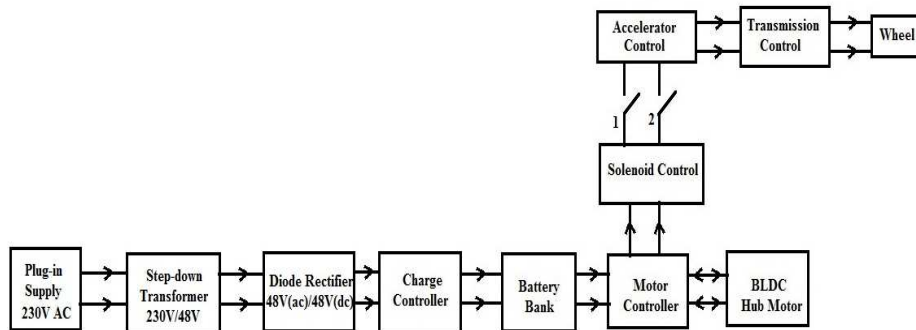 Accelerator
Control
Transmission
Control
Wheel
1
2
Solenoid Control
Plug-in
Supply
230V AC
Step-down
Transformer
230V/48V
Diode Rectifier
48V(ac)/48V(dc)
Charge
Controller
Battery
Bank
Motor
Controller
BLDC
Hub Motor